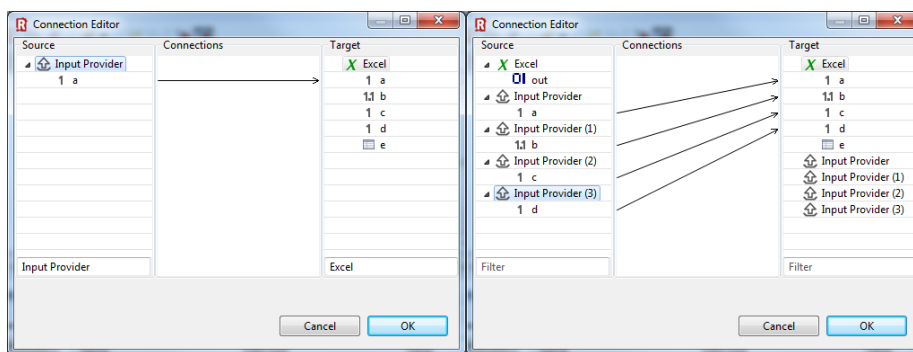 Connection Editor
Source Connections Target
Input Provider Excel
1 a 1 a
1.1 b
1 c
1 d
e
Input Provider Excel
Cancel OK
Connection Editor
Source Connections Target
Excel Excel
out 1 a
Input Provider 1.1 b
1 a 1 c
Input Provider (1) 1 d
1.1 b e
Input Provider (2) Input Provider
1 c Input Provider (1)
Input Provider (3) Input Provider (2)
1 d Input Provider (3)
Filter Filter
Cancel OK